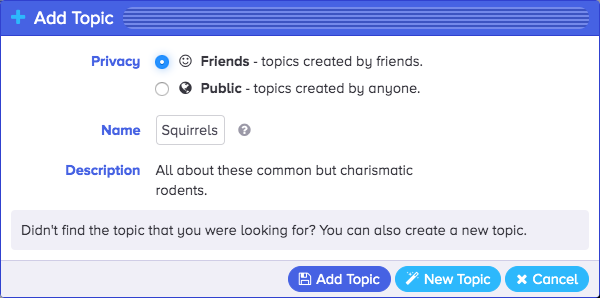 Add Topic
Privacy Friends - topics created by friends.
Public - topics created by anyone.
Name Squirrels ?
Description All about these common but charismatic
rodents.
Didn't find the topic that you were looking for? You can also create a new topic.
Add Topic New Topic Cancel